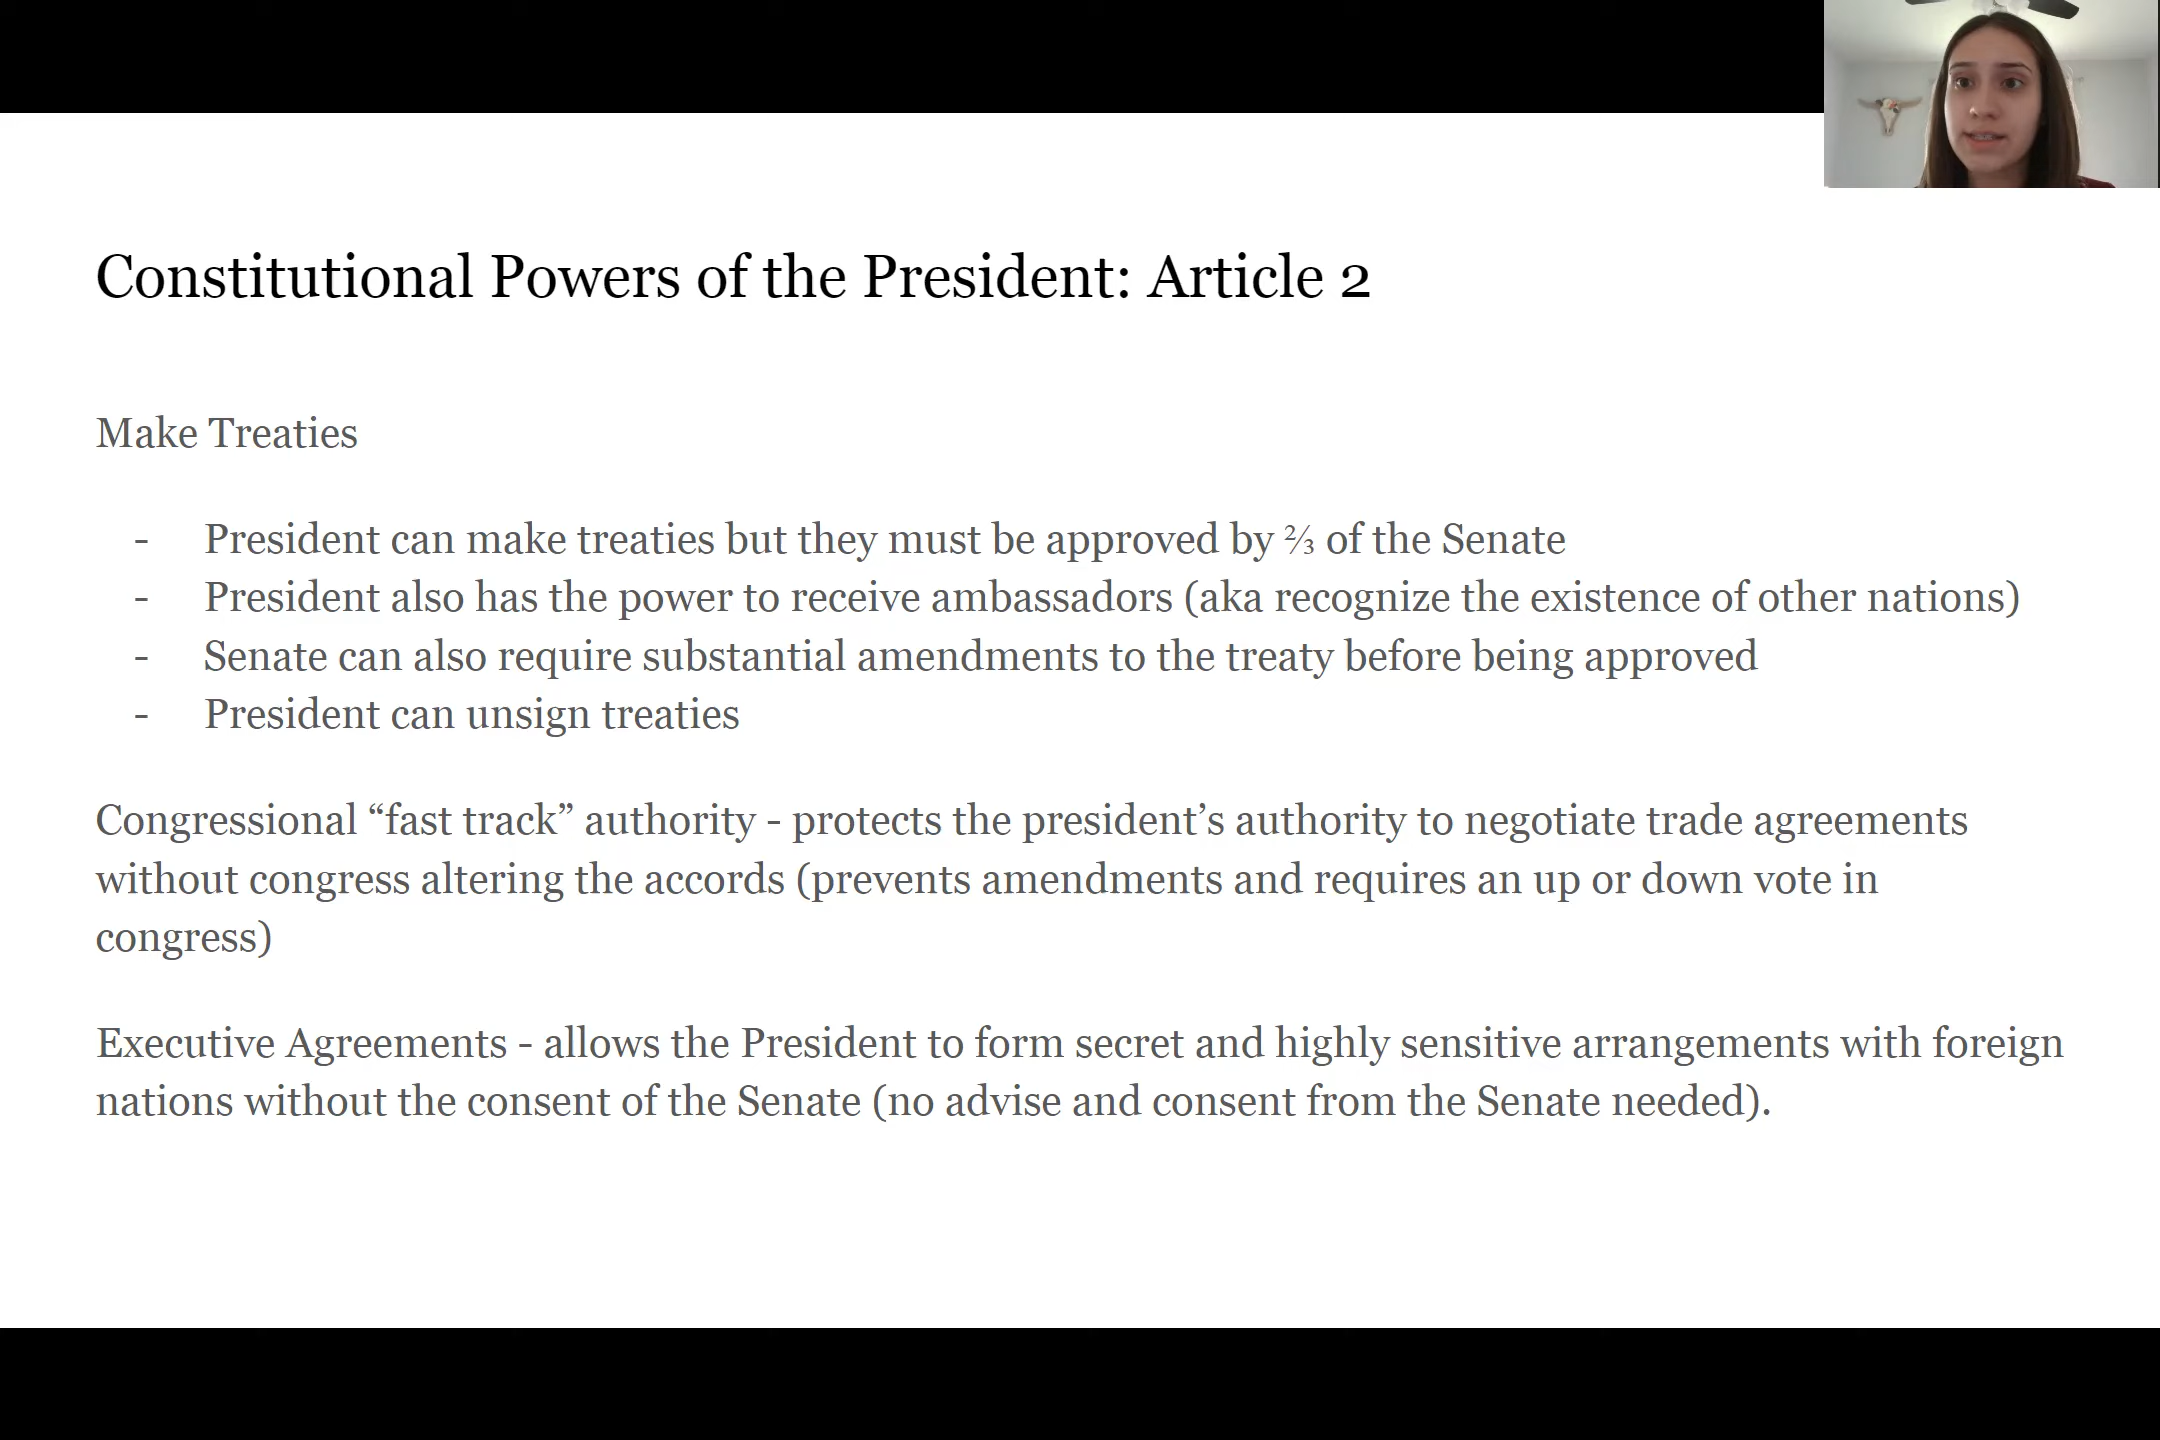 Constitutional Powers of the President: Article 2
Make Treaties
- President can make treaties but they must be approved by ⅔ of the Senate
- President also has the power to receive ambassadors (aka recognize the existence of other nations)
- Senate can also require substantial amendments to the treaty before being approved
- President can unsign treaties
Congressional “fast track” authority - protects the president’s authority to negotiate trade agreements
without congress altering the accords (prevents amendments and requires an up or down vote in
congress)
Executive Agreements - allows the President to form secret and highly sensitive arrangements with foreign
nations without the consent of the Senate (no advise and consent from the Senate needed).